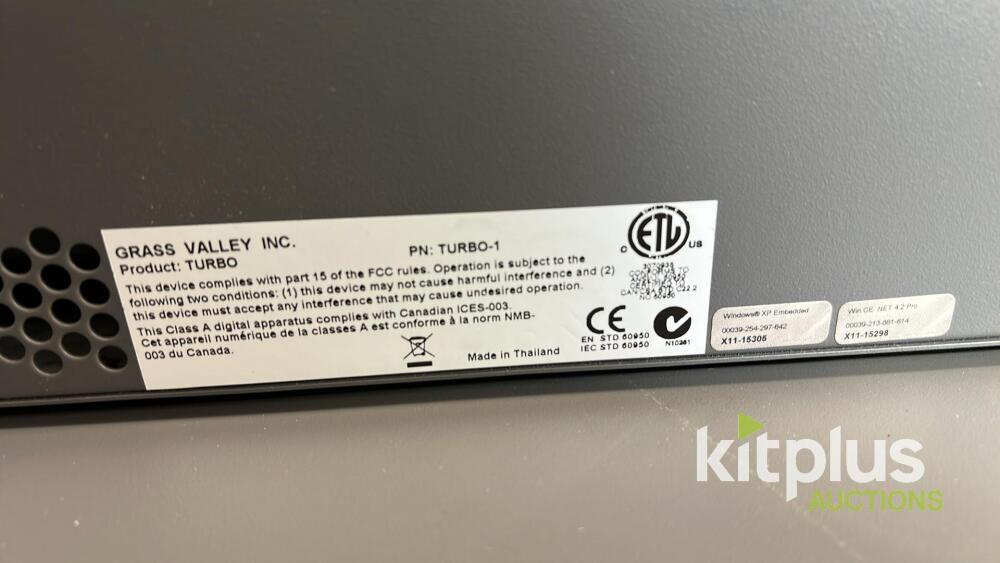 GRASS VALLEY INC.
PN: TURBO-1
Product: TURBO
This device complies with part 15 of the FCC rules. Operation is subject to the
following two conditions: (1) this device may not cause harmful interference and (2)
this device must accept any interference that may cause undesired operation.
This Class A digital apparatus complies with Canadian ICES-003.
Cet appareil numérique de la classes A est conforme à la norm NMB-
003 du Canada.
Made in Thailand
C ETL US
CE
EN STD 60950
IEC STD 60950
N10261
Windows® XP Embedded
00039-254-297-642
X11-15305
Win CE .NET 4.2 Pro
00039-213-661-614
X11-15298
kitplus
AUCTIONS